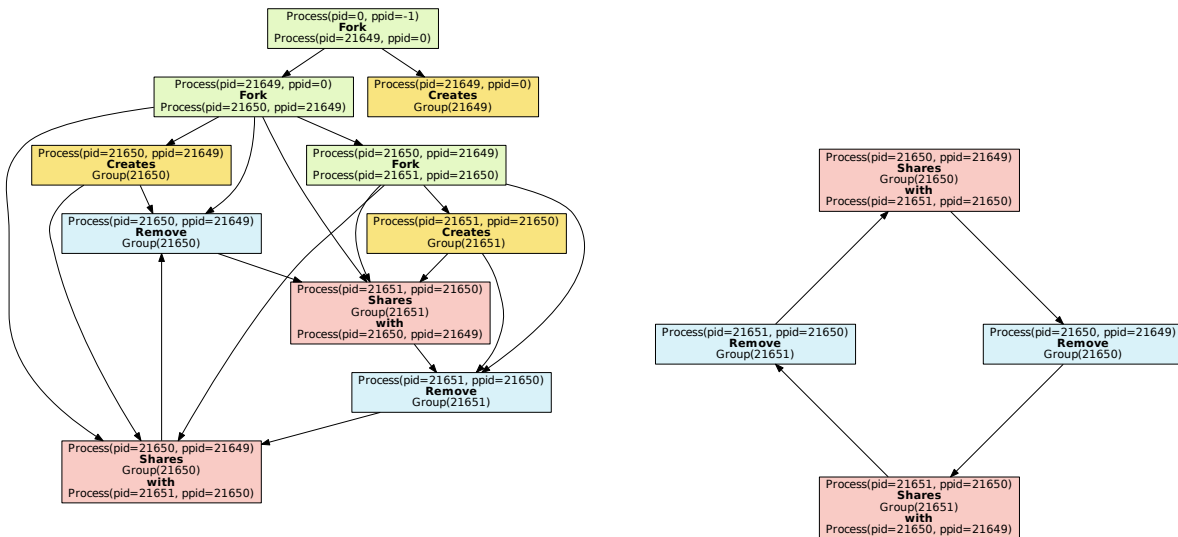 Process(pid=0, ppid=-1)
Fork
Process(pid=21649, ppid=0)
Process(pid=21649, ppid=0)
Fork
Process(pid=21650, ppid=21649)
Process(pid=21649, ppid=0)
Creates
Group(21649)
Process(pid=21650, ppid=21649)
Creates
Group(21650)
Process(pid=21650, ppid=21649)
Fork
Process(pid=21651, ppid=21650)
Process(pid=21650, ppid=21649)
Remove
Group(21650)
Process(pid=21651, ppid=21650)
Creates
Group(21651)
Process(pid=21651, ppid=21650)
Shares
Group(21651)
with
Process(pid=21650, ppid=21649)
Process(pid=21651, ppid=21650)
Remove
Group(21651)
Process(pid=21650, ppid=21649)
Shares
Group(21650)
with
Process(pid=21651, ppid=21650)
Process(pid=21650, ppid=21649)
Shares
Group(21650)
with
Process(pid=21651, ppid=21650)
Process(pid=21651, ppid=21650)
Remove
Group(21651)
Process(pid=21650, ppid=21649)
Remove
Group(21650)
Process(pid=21651, ppid=21650)
Shares
Group(21651)
with
Process(pid=21650, ppid=21649)